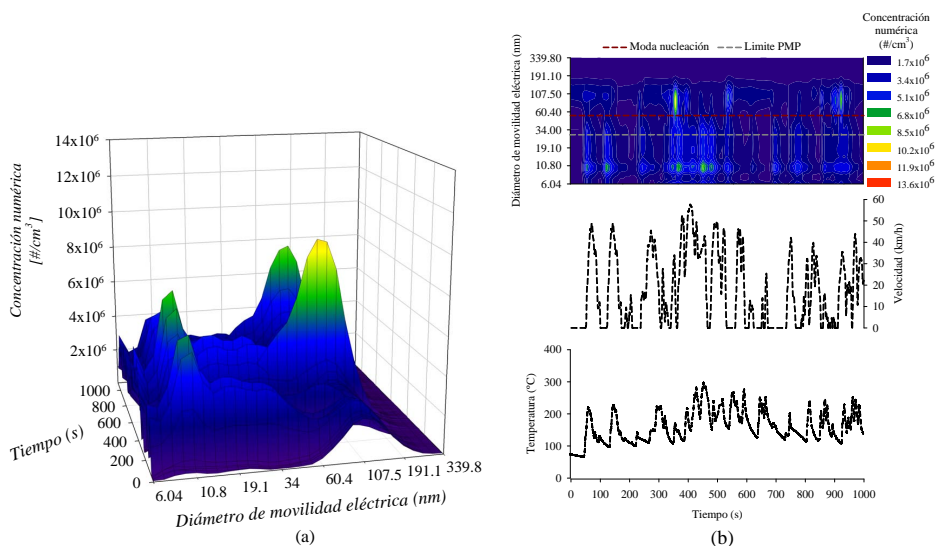 14x10⁶
12x10⁶
10x10⁶
8x10⁶
6x10⁶
4x10⁶
2x10⁶
Concentración numérica
[#/cm³]
1000
800
600
400
200
0
Tiempo (s)
6.04 10.8 19.1 34 60.4 107.5 191.1 339.8
Diámetro de movilidad eléctrica (nm)
(a)
(b)
Moda nucleación Limite PMP
Concentración
numérica
(#/cm³)
1.7x10⁶
3.4x10⁶
5.1x10⁶
6.8x10⁶
8.5x10⁶
10.2x10⁶
11.9x10⁶
13.6x10⁶
Diámetro de movilidad eléctrica (nm)
339.80
191.10
107.50
60.40
34.00
19.10
10.80
6.04
60
50
40
30
20
10
0
Velocidad (km/h)
Temperatura (°C)
400
300
200
100
0
0 100 200 300 400 500 600 700 800 900 1000
Tiempo (s)
(b)